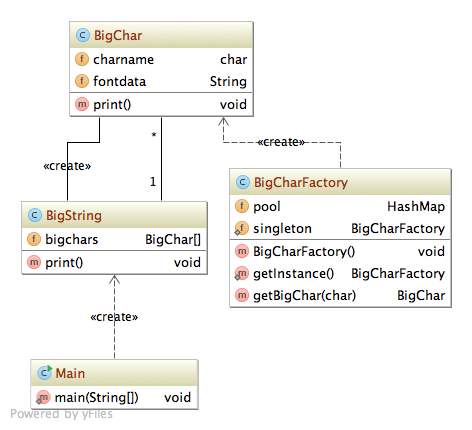 BigChar
charname char
fontdata String
print() void
*
«create»
«create»
1
BigCharFactory
pool HashMap
singleton BigCharFactory
BigCharFactory() void
getInstance() BigCharFactory
getBigChar(char) BigChar
BigString
bigchars BigChar[]
print() void
«create»
Main
main(String[]) void
Powered by yFiles